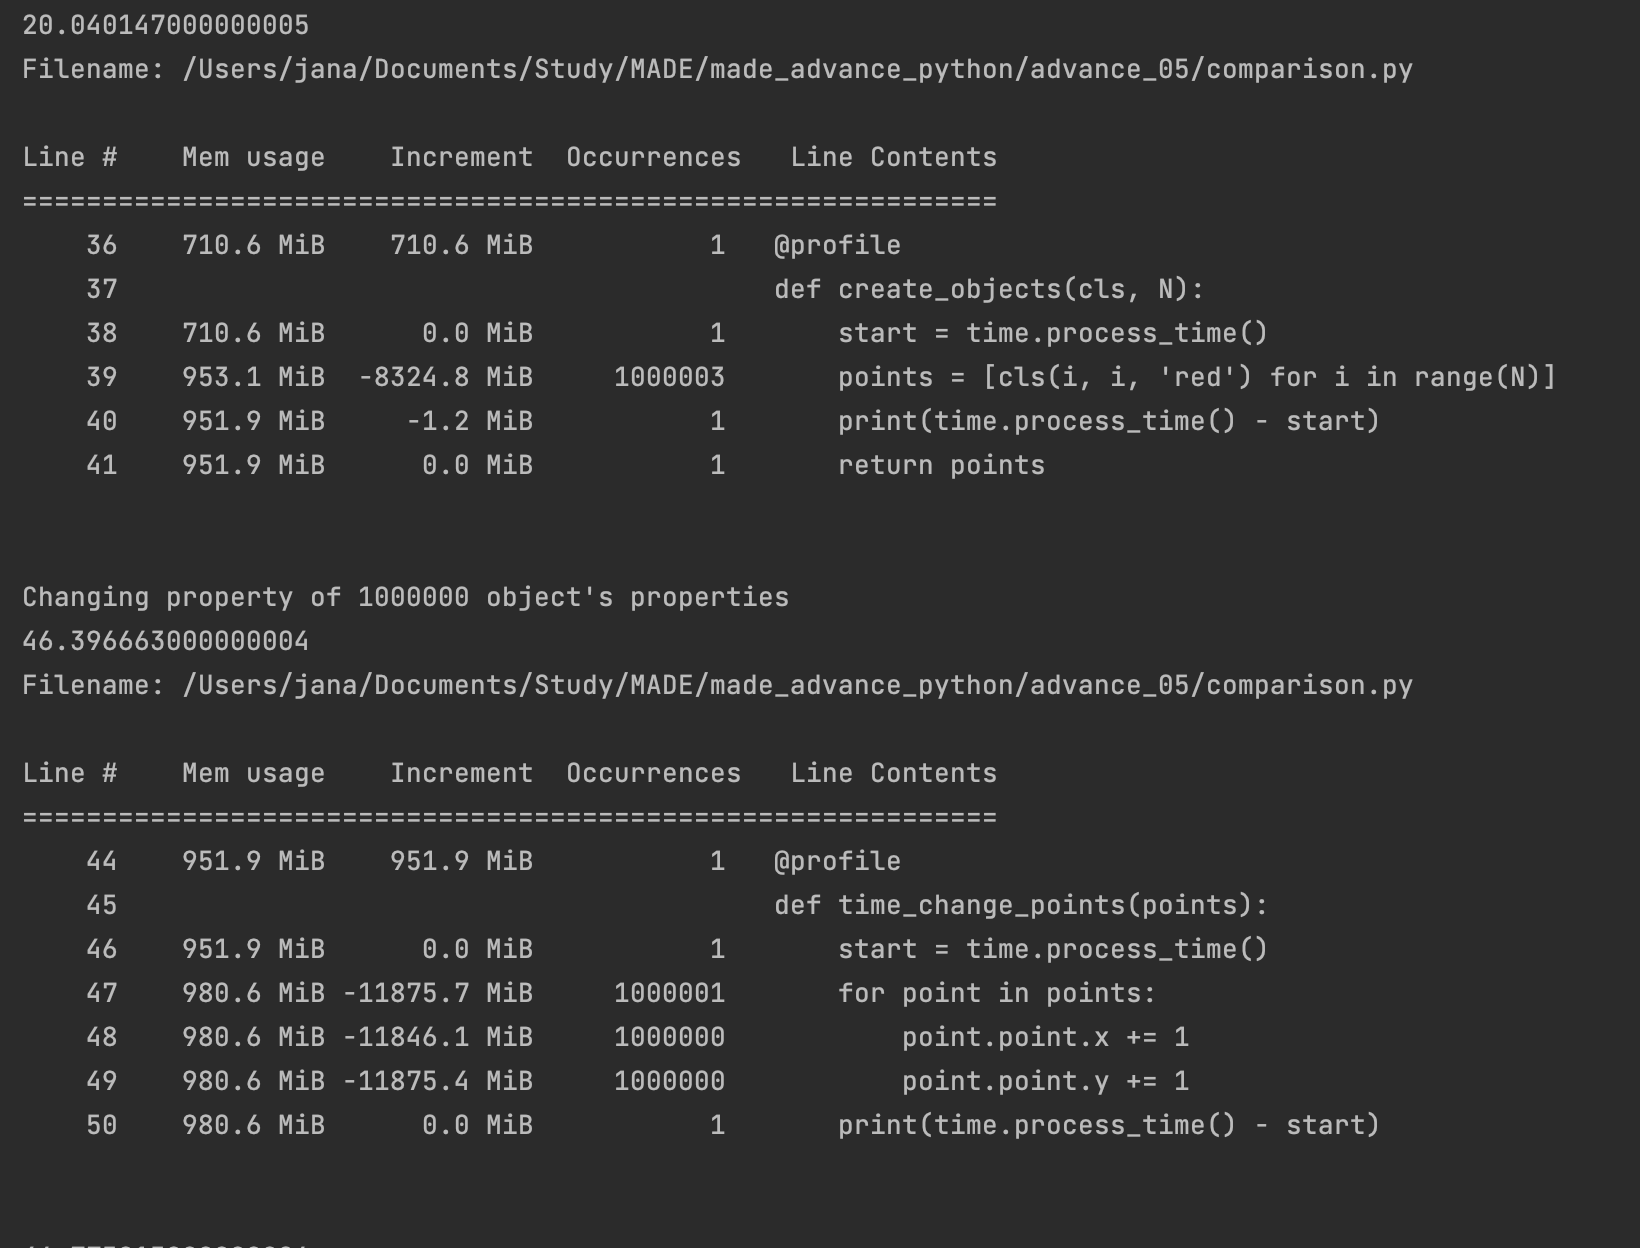 20.040147000000005
Filename: /Users/jana/Documents/Study/MADE/made_advance_python/advance_05/comparison.py
Line #    Mem usage    Increment  Occurrences   Line Contents
=============================================================
    36    710.6 MiB    710.6 MiB           1   @profile
    37                                         def create_objects(cls, N):
    38    710.6 MiB      0.0 MiB           1       start = time.process_time()
    39    953.1 MiB  -8324.8 MiB     1000003       points = [cls(i, i, 'red') for i in range(N)]
    40    951.9 MiB     -1.2 MiB           1       print(time.process_time() - start)
    41    951.9 MiB      0.0 MiB           1       return points
Changing property of 1000000 object's properties
46.396663000000004
Filename: /Users/jana/Documents/Study/MADE/made_advance_python/advance_05/comparison.py
Line #    Mem usage    Increment  Occurrences   Line Contents
=============================================================
    44    951.9 MiB    951.9 MiB           1   @profile
    45                                         def time_change_points(points):
    46    951.9 MiB      0.0 MiB           1       start = time.process_time()
    47    980.6 MiB -11875.7 MiB     1000001       for point in points:
    48    980.6 MiB -11846.1 MiB     1000000           point.point.x += 1
    49    980.6 MiB -11875.4 MiB     1000000           point.point.y += 1
    50    980.6 MiB      0.0 MiB           1       print(time.process_time() - start)